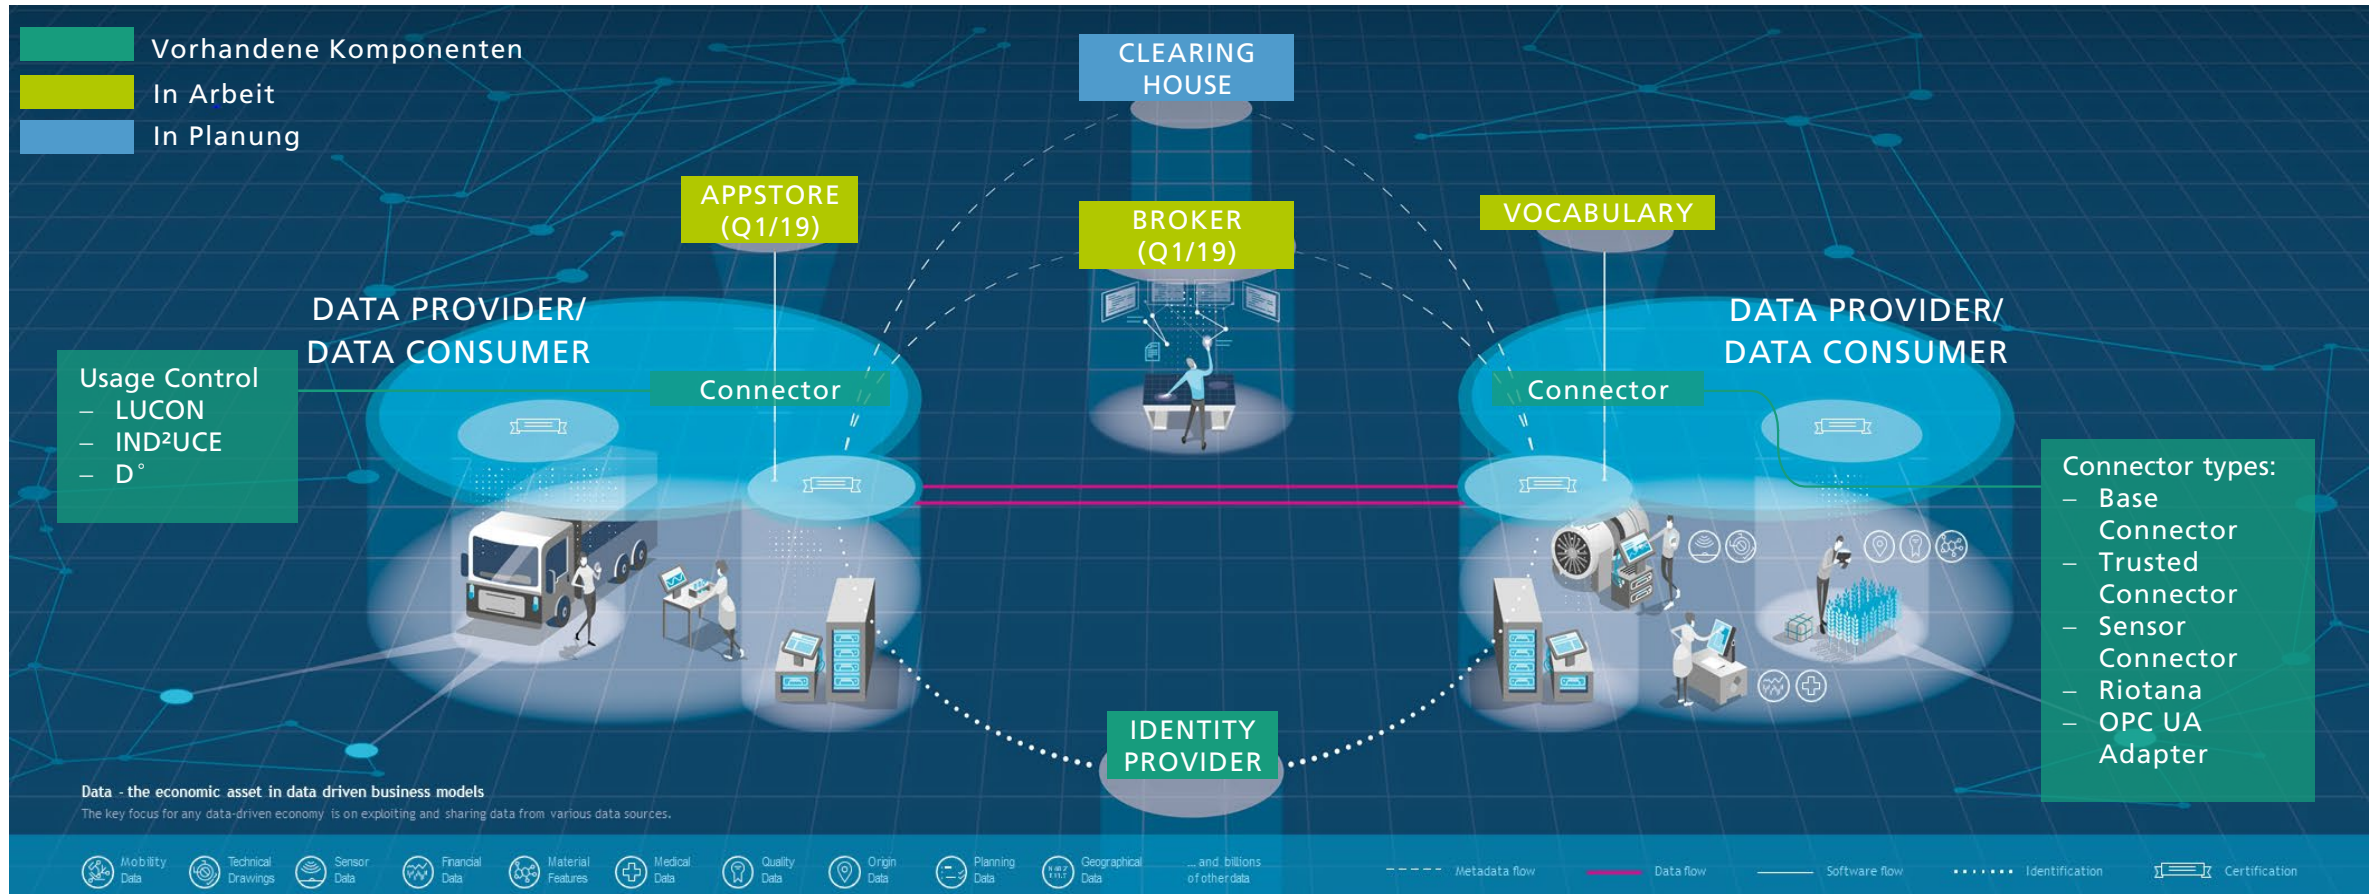 Vorhandene Komponenten
In Arbeit
In Planung
CLEARING
HOUSE
APPSTORE
(Q1/19)
BROKER
(Q1/19)
VOCABULARY
DATA PROVIDER/
DATA CONSUMER
DATA PROVIDER/
DATA CONSUMER
Usage Control
– LUCON
– IND²UCE
– D°
Connector
Connector
Connector types:
– Base
Connector
– Trusted
Connector
– Sensor
Connector
– Riotana
– OPC UA
Adapter
IDENTITY
PROVIDER
Data - the economic asset in data driven business models
The key focus for any data-driven economy is on exploiting and sharing data from various data sources.
Mobility
Data
Technical
Drawings
Sensor
Data
Financial
Data
Material
Features
Medical
Data
Quality
Data
Origin
Data
Planning
Data
Geographical
Data
... and billions
of other data
Metadata flow
Data flow
Software flow
Identification
Certification